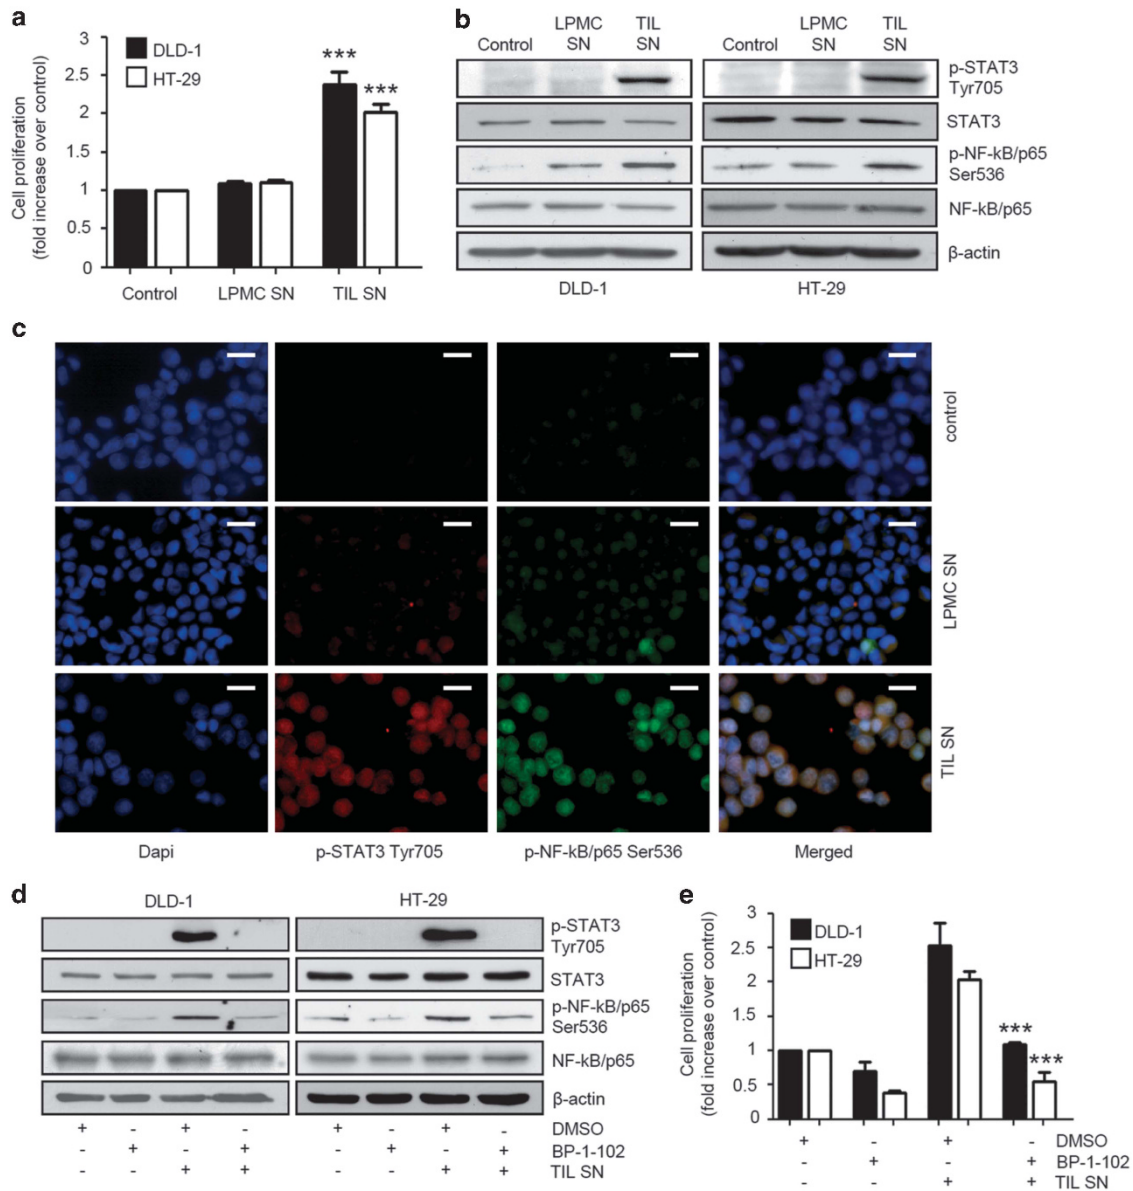 a
3
2.5
2
1.5
1
0.5
0
Cell proliferation
(fold increase over control)
DLD-1
HT-29
***
***
Control
LPMC SN
TIL SN
b
Control
LPMC
SN
TIL
SN
Control
LPMC
SN
TIL
SN
p-STAT3
Tyr705
STAT3
p-NF-kB/p65
Ser536
NF-kB/p65
β-actin
DLD-1
HT-29
c
control
LPMC SN
TIL SN
Dapi
p-STAT3 Tyr705
p-NF-kB/p65 Ser536
Merged
d
DLD-1
HT-29
p-STAT3
Tyr705
STAT3
p-NF-kB/p65
Ser536
NF-kB/p65
β-actin
+ - + - + - + - DMSO
- + - + - + - + BP-1-102
- - + + - - + + TIL SN
e
3
2.5
2
1.5
1
0.5
0
Cell proliferation
(fold increase over control)
DLD-1
HT-29
***
***
+ - + - DMSO
- + - + BP-1-102
- - + + TIL SN